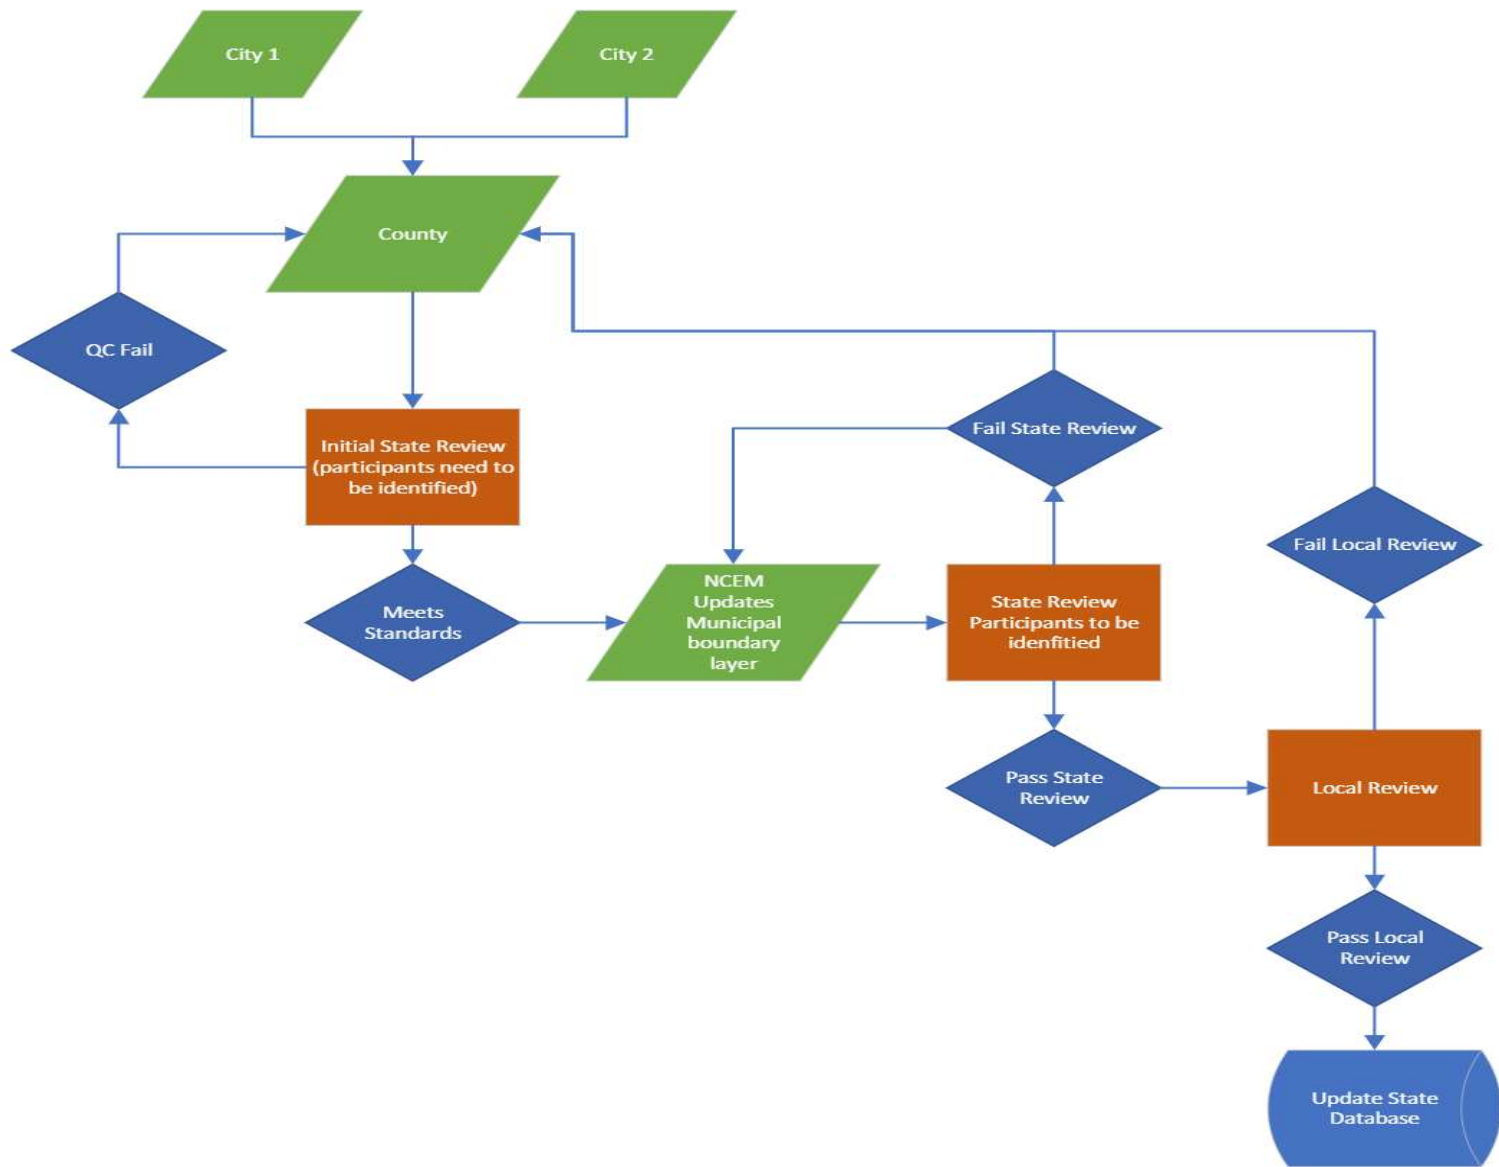 City 1
City 2
County
QC Fail
Initial State Review
(participants need to
be identified)
Fail State Review
Fail Local Review
Meets
Standards
NCEM
Updates
Municipal
boundary
layer
State Review
Participants to be
idenfitied
Pass State
Review
Local Review
Pass Local
Review
Update State
Database